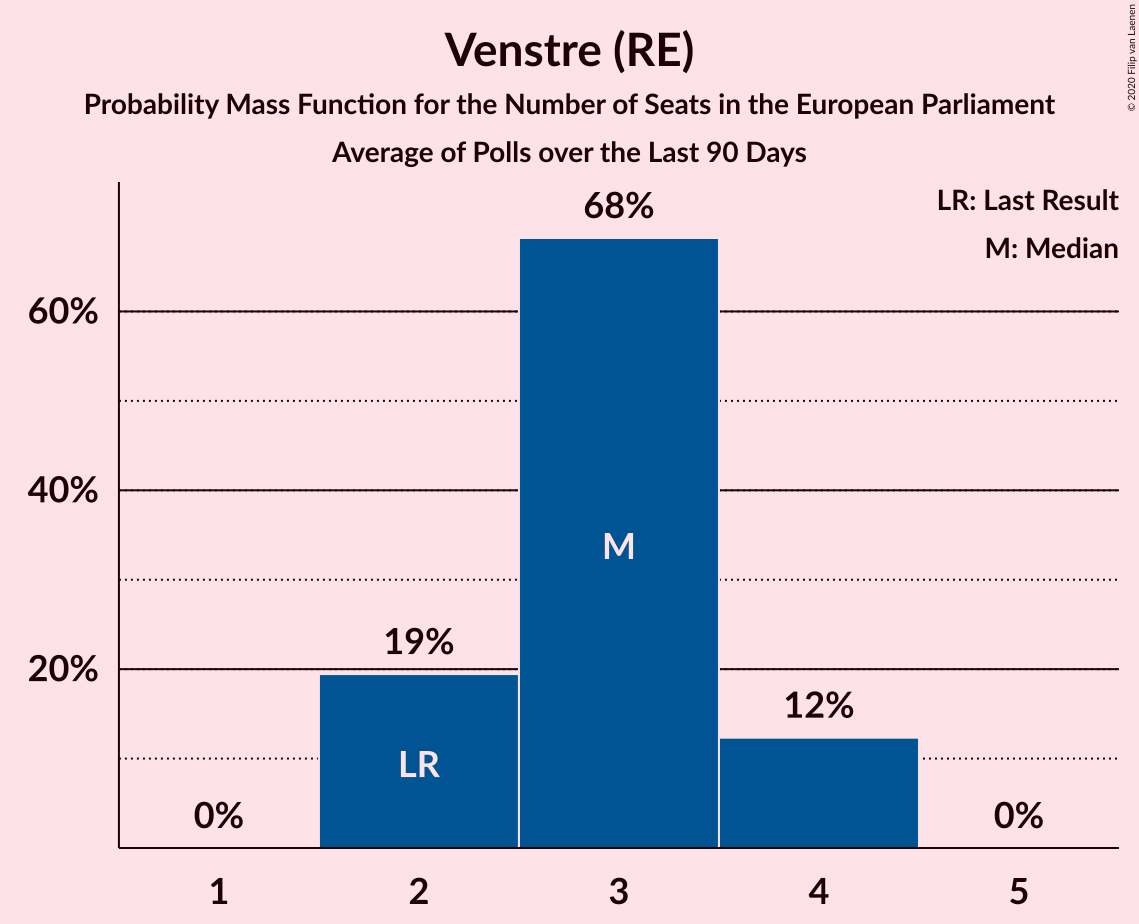 Venstre (RE)
Probability Mass Function for the Number of Seats in the European Parliament
Average of Polls over the Last 90 Days
© 2020 Filip van Laenen
LR: Last Result
M: Median
68%
60%
40%
M
19%
20%
12%
LR
0%
0%
1 2 3 4 5